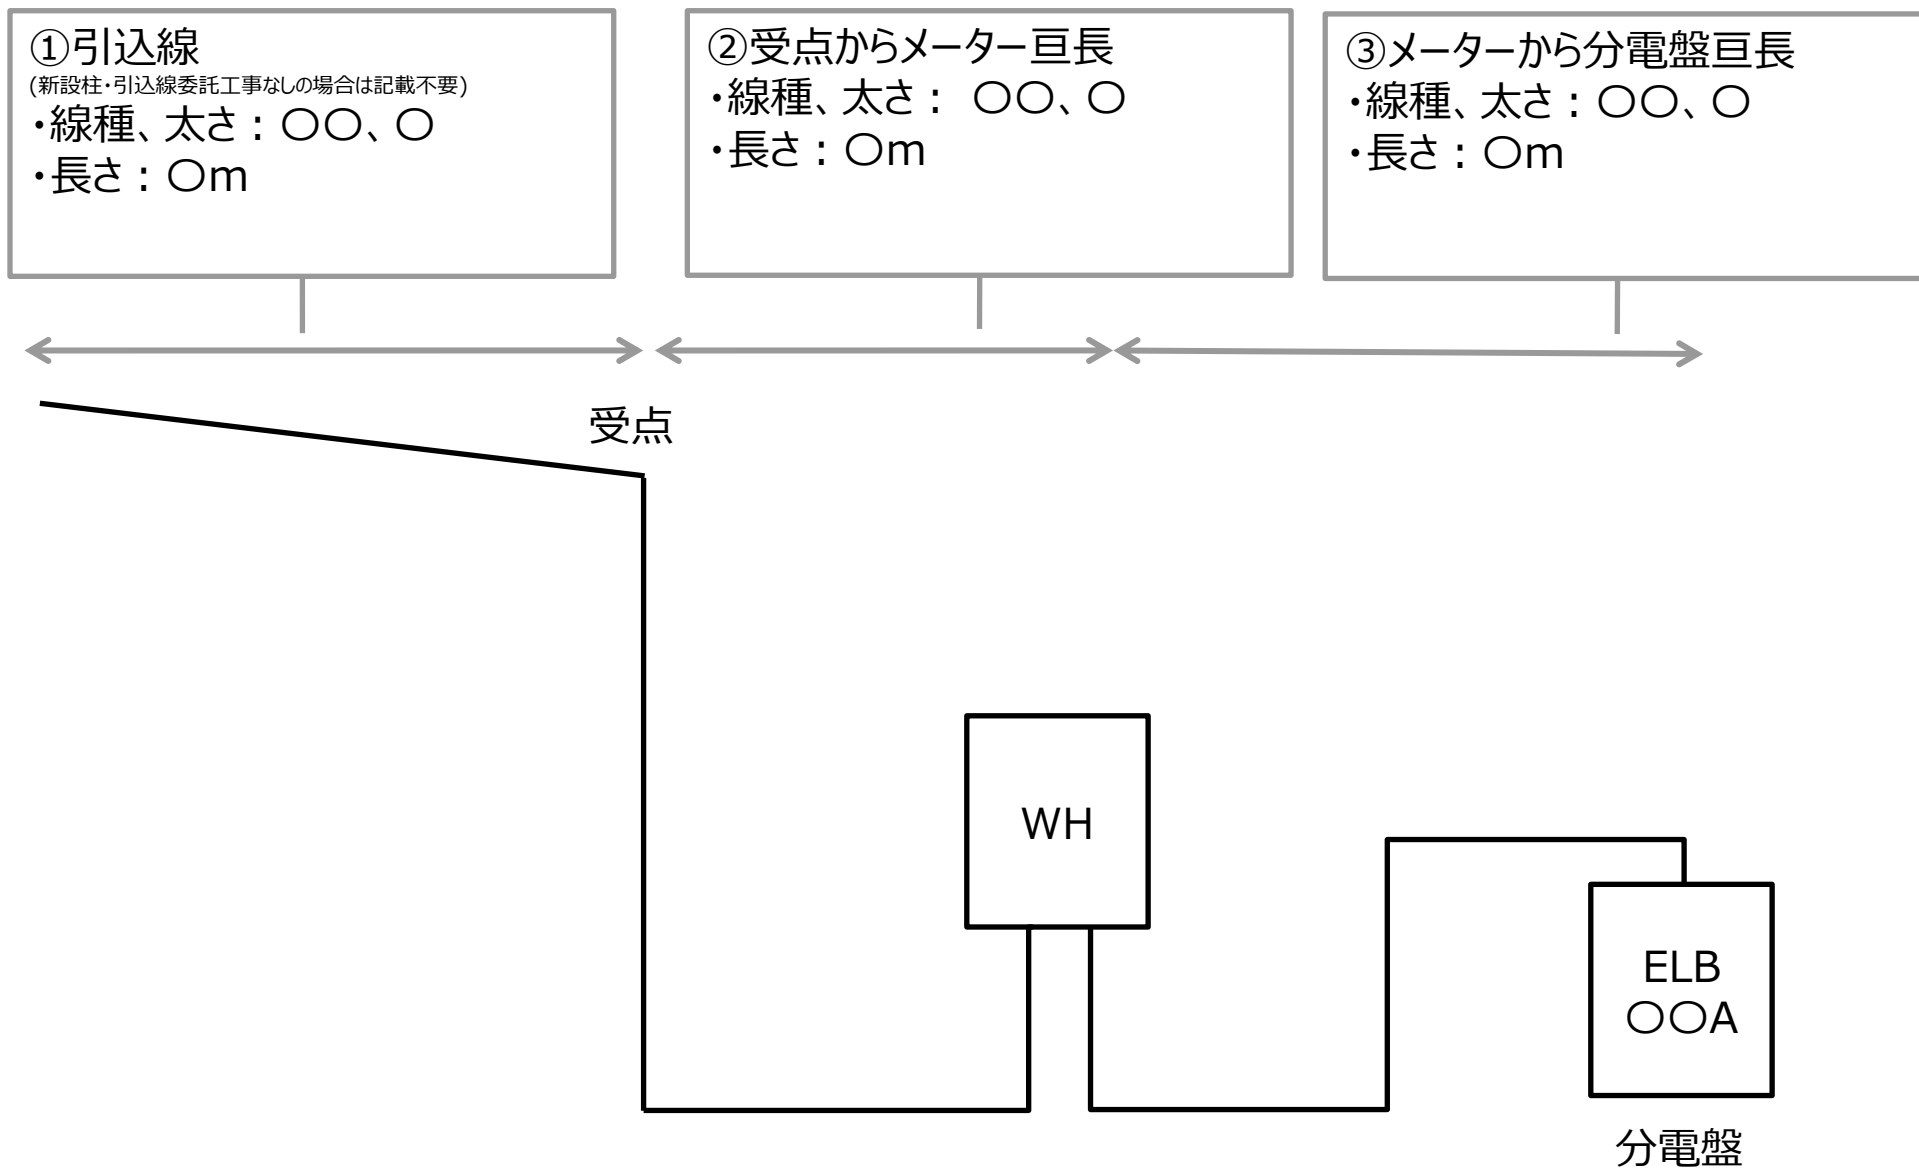 ①引込線
(新設柱・引込線委託工事なしの場合は記載不要)
・線種、太さ：〇〇、〇
・長さ：〇m
②受点からメーター亘長
・線種、太さ： 〇〇、〇
・長さ：〇m
③メーターから分電盤亘長
・線種、太さ：〇〇、〇
・長さ：〇m
受点
WH
ELB
〇〇A
分電盤